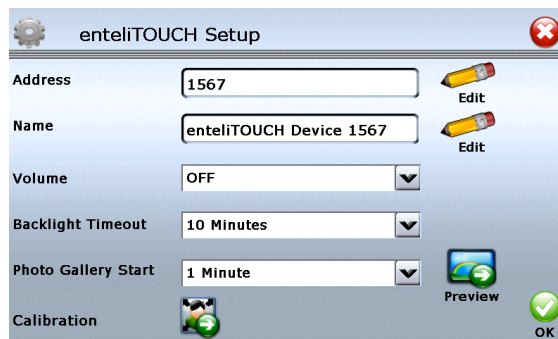 enteliTOUCH Setup
Address
1567
Edit
Name
enteliTOUCH Device 1567
Edit
Volume
OFF
Backlight Timeout
10 Minutes
Photo Gallery Start
1 Minute
Preview
Calibration
OK